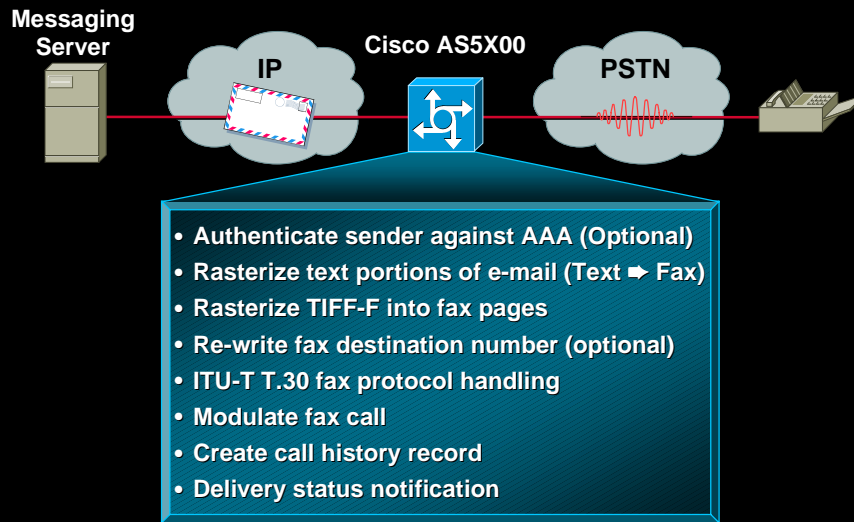 Messaging
Server
IP
Cisco AS5X00
PSTN
• Authenticate sender against AAA (Optional)
• Rasterize text portions of e-mail (Text ➨ Fax)
• Rasterize TIFF-F into fax pages
• Re-write fax destination number (optional)
• ITU-T T.30 fax protocol handling
• Modulate fax call
• Create call history record
• Delivery status notification